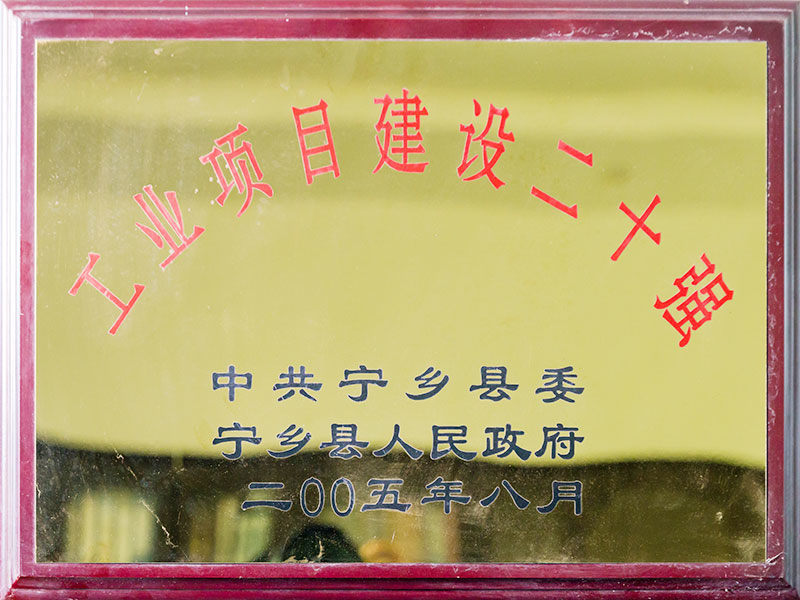 工业项目建设二十强
中共宁乡县委
宁乡县人民政府
二00五年八月